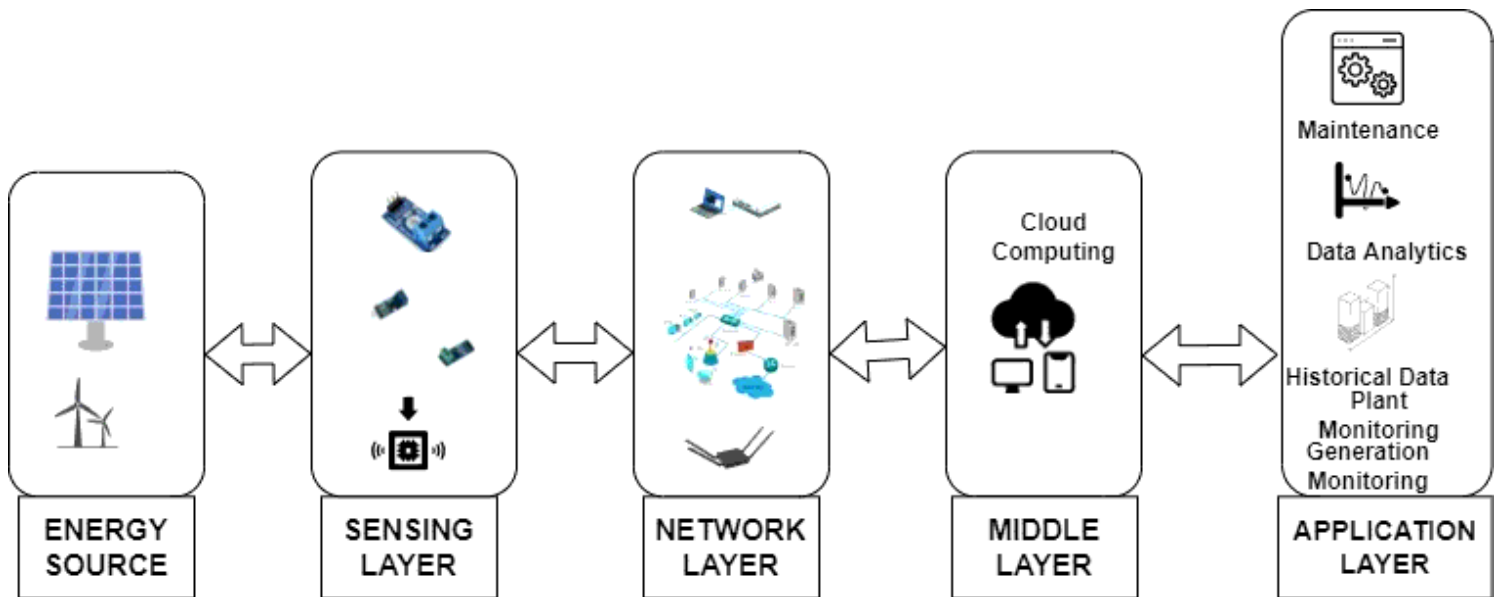 Maintenance
Data Analytics
Historical Data
Plant
Monitoring
Generation
Monitoring
Cloud
Computing
ENERGY
SOURCE
SENSING
LAYER
NETWORK
LAYER
MIDDLE
LAYER
APPLICATION
LAYER